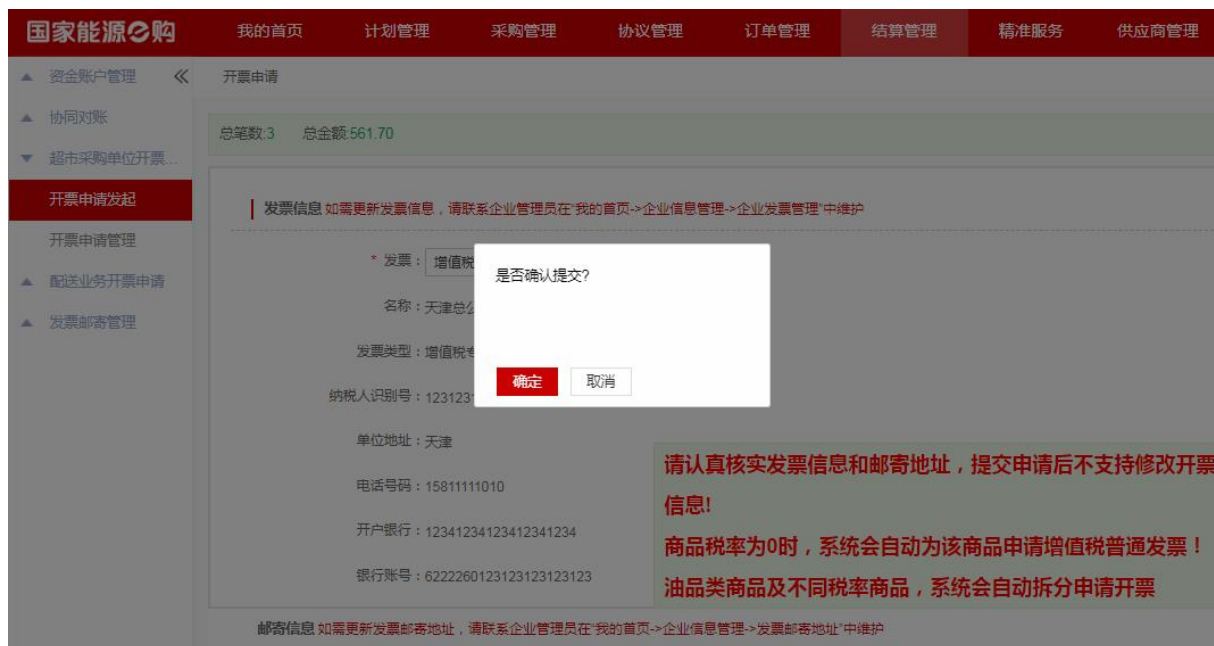 国家能源e购 我的首页 计划管理 采购管理 协议管理 订单管理 结算管理 精准服务 供应商管理
资金账户管理
开票申请
协同对账
总笔数:3 总金额:561.70
超市采购单位开票...
开票申请发起
发票信息 如需更新发票信息，请联系企业管理员在"我的首页->企业信息管理->企业发票管理"中维护
开票申请管理
* 发票： 增值税
是否确认提交?
配送业务开票申请
名称：天津总公
发票邮寄管理
发票类型：增值税专
确定 取消
纳税人识别号：123123
单位地址：天津
请认真核实发票信息和邮寄地址，提交申请后不支持修改开票
信息!
电话号码：15811111010
开户银行：12341234123412341234
商品税率为0时，系统会自动为该商品申请增值税普通发票！
银行账号：6222260123123123123123
油品类商品及不同税率商品，系统会自动拆分申请开票
邮寄信息 如需更新发票邮寄地址，请联系企业管理员在"我的首页->企业信息管理->发票邮寄地址"中维护